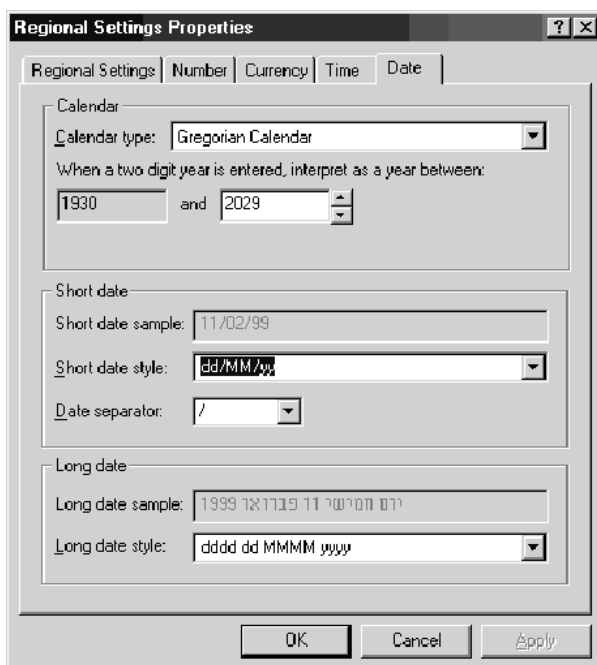 Regional Settings Properties
Regional Settings Number Currency Time Date
Calendar
Calendar type: Gregorian Calendar
When a two digit year is entered, interpret as a year between:
1930 and 2029
Short date
Short date sample: 11/02/99
Short date style: dd/MM/yy
Date separator: /
Long date
Long date sample: יום חמישי 11 פברואר 1999
Long date style: dddd dd MMMM yyyy
OK Cancel Apply